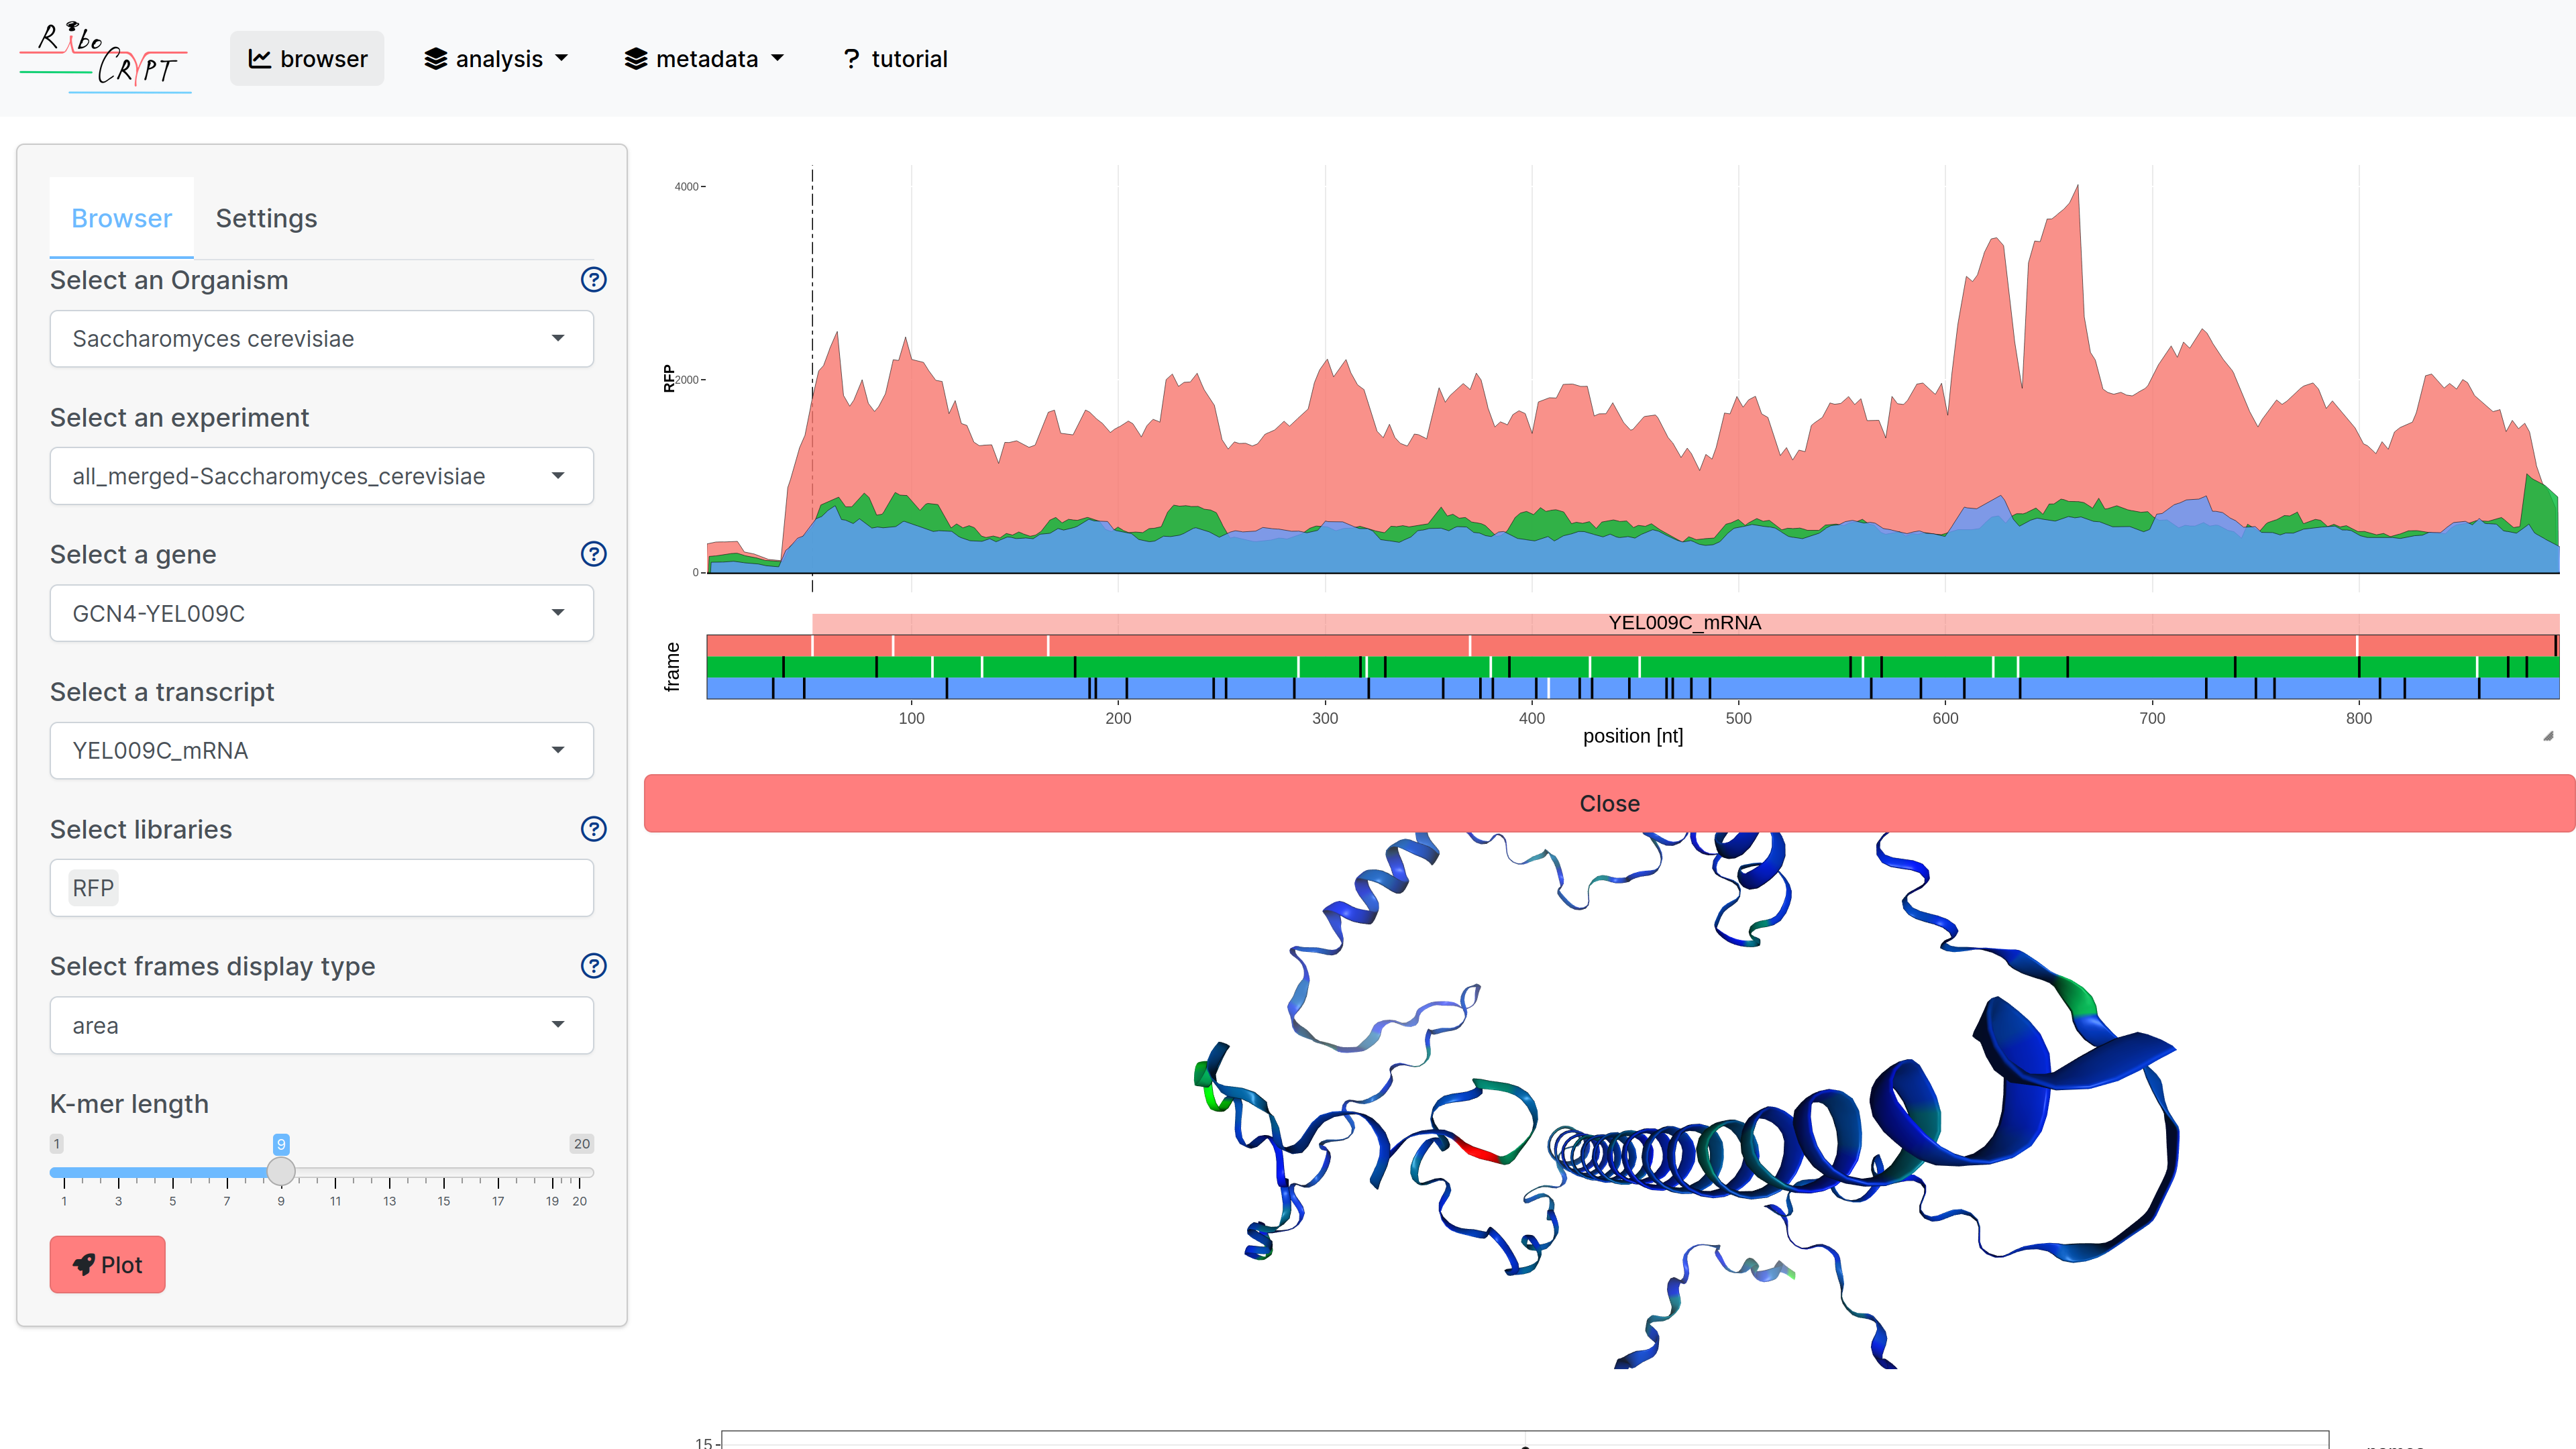 Ribo
CRYPT
browser
analysis
metadata
? tutorial
Browser
Settings
Select an Organism
?
Saccharomyces cerevisiae
Select an experiment
all_merged-Saccharomyces_cerevisiae
Select a gene
?
GCN4-YEL009C
Select a transcript
YEL009C_mRNA
Select libraries
?
RFP
Select frames display type
?
area
K-mer length
1
9
20
1 3 5 7 9 11 13 15 17 19 20
Plot
4000
2000
0
RFP
YEL009C_mRNA
frame
100 200 300 400 500 600 700 800
position [nt]
Close
15